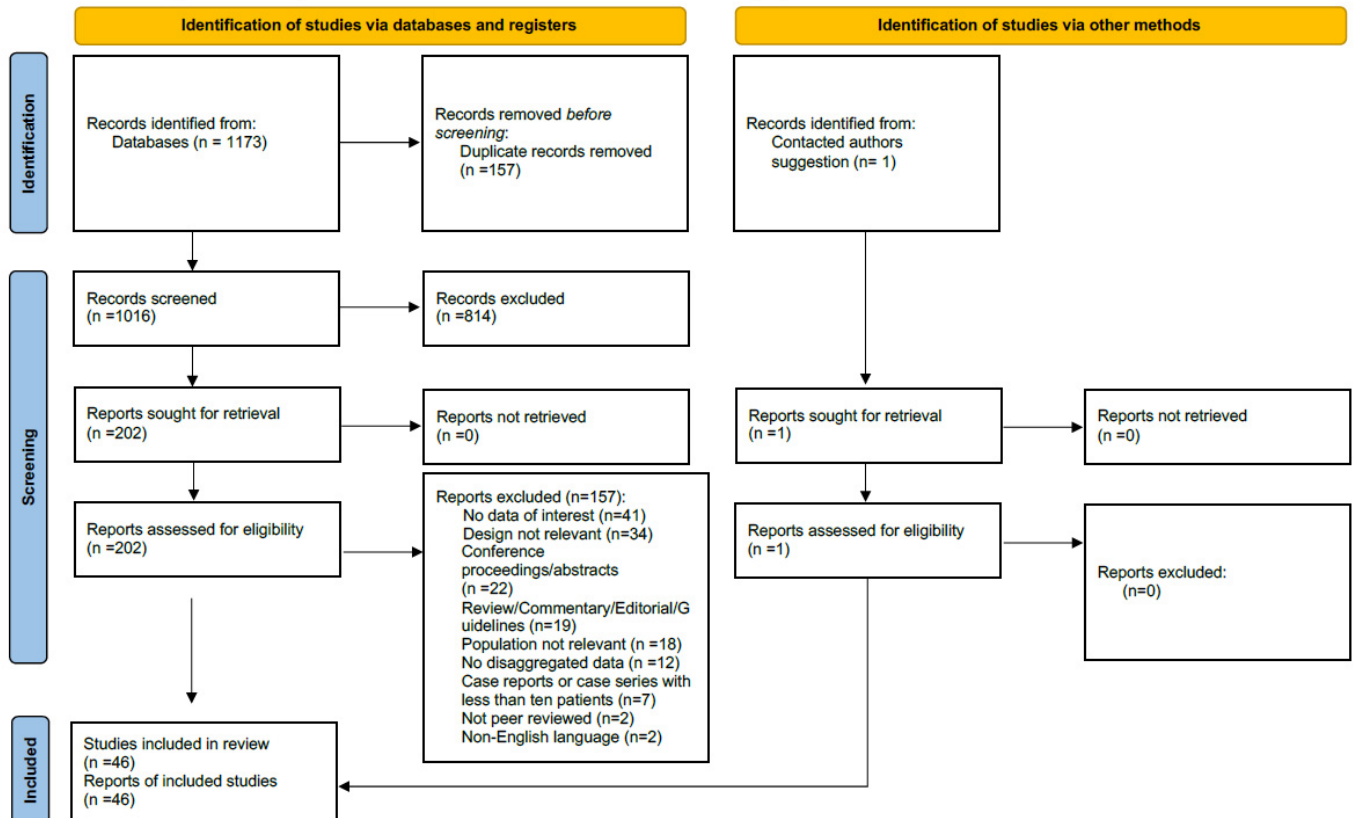 Identification of studies via databases and registers
Identification of studies via other methods
Identification
Records identified from:
Databases (n = 1173)
Records removed before
screening:
Duplicate records removed
(n =157)
Records identified from:
Contacted authors
suggestion (n= 1)
Screening
Records screened
(n =1016)
Records excluded
(n =814)
Reports sought for retrieval
(n =202)
Reports not retrieved
(n =0)
Reports sought for retrieval
(n =1)
Reports not retrieved
(n =0)
Reports assessed for eligibility
(n =202)
Reports excluded (n=157):
No data of interest (n=41)
Design not relevant (n=34)
Conference
proceedings/abstracts
(n =22)
Review/Commentary/Editorial/G
uidelines (n=19)
Population not relevant (n =18)
No disaggregated data (n =12)
Case reports or case series with
less than ten patients (n=7)
Not peer reviewed (n=2)
Non-English language (n=2)
Reports assessed for eligibility
(n =1)
Reports excluded:
(n=0)
Included
Studies included in review
(n =46)
Reports of included studies
(n =46)